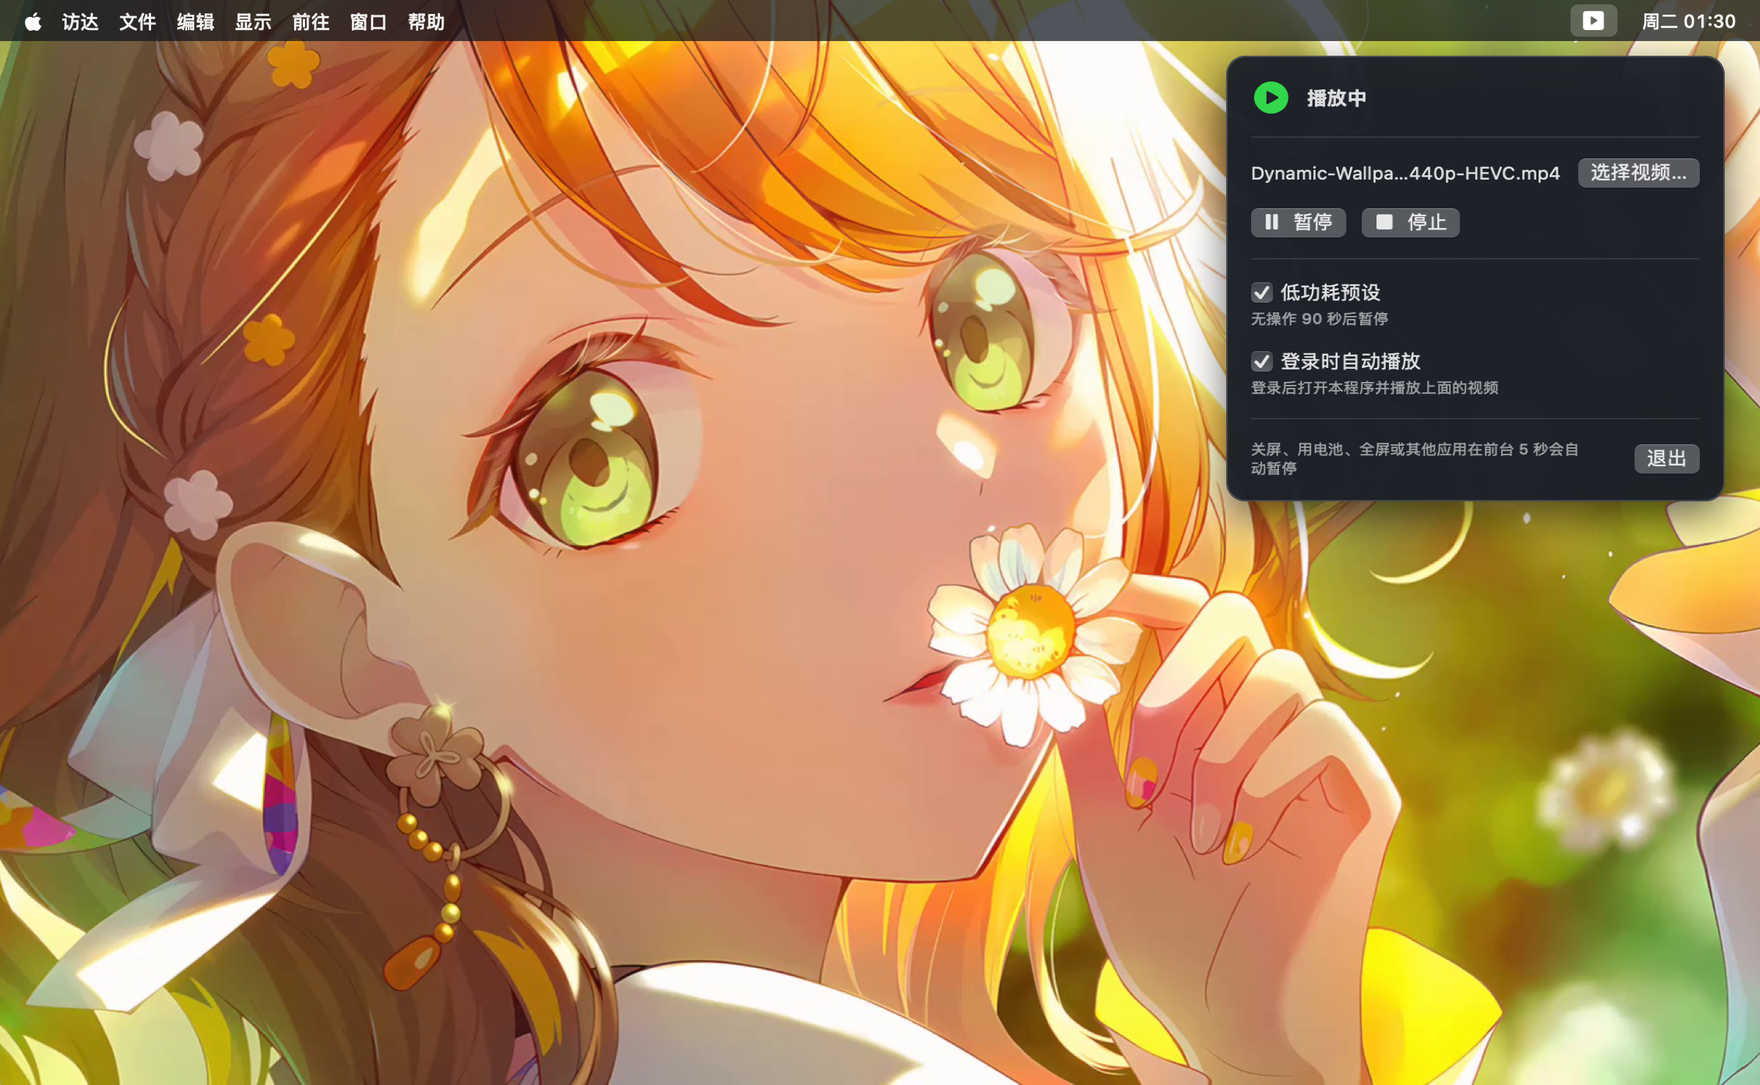 访达 文件 编辑 显示 前往 窗口 帮助 周二 01:30
播放中
Dynamic-Wallpa...440p-HEVC.mp4 选择视频...
暂停 停止
低功耗预设
无操作 90 秒后暂停
登录时自动播放
登录后打开本程序并播放上面的视频
关屏、用电池、全屏或其他应用在前台 5 秒会自
动暂停
退出